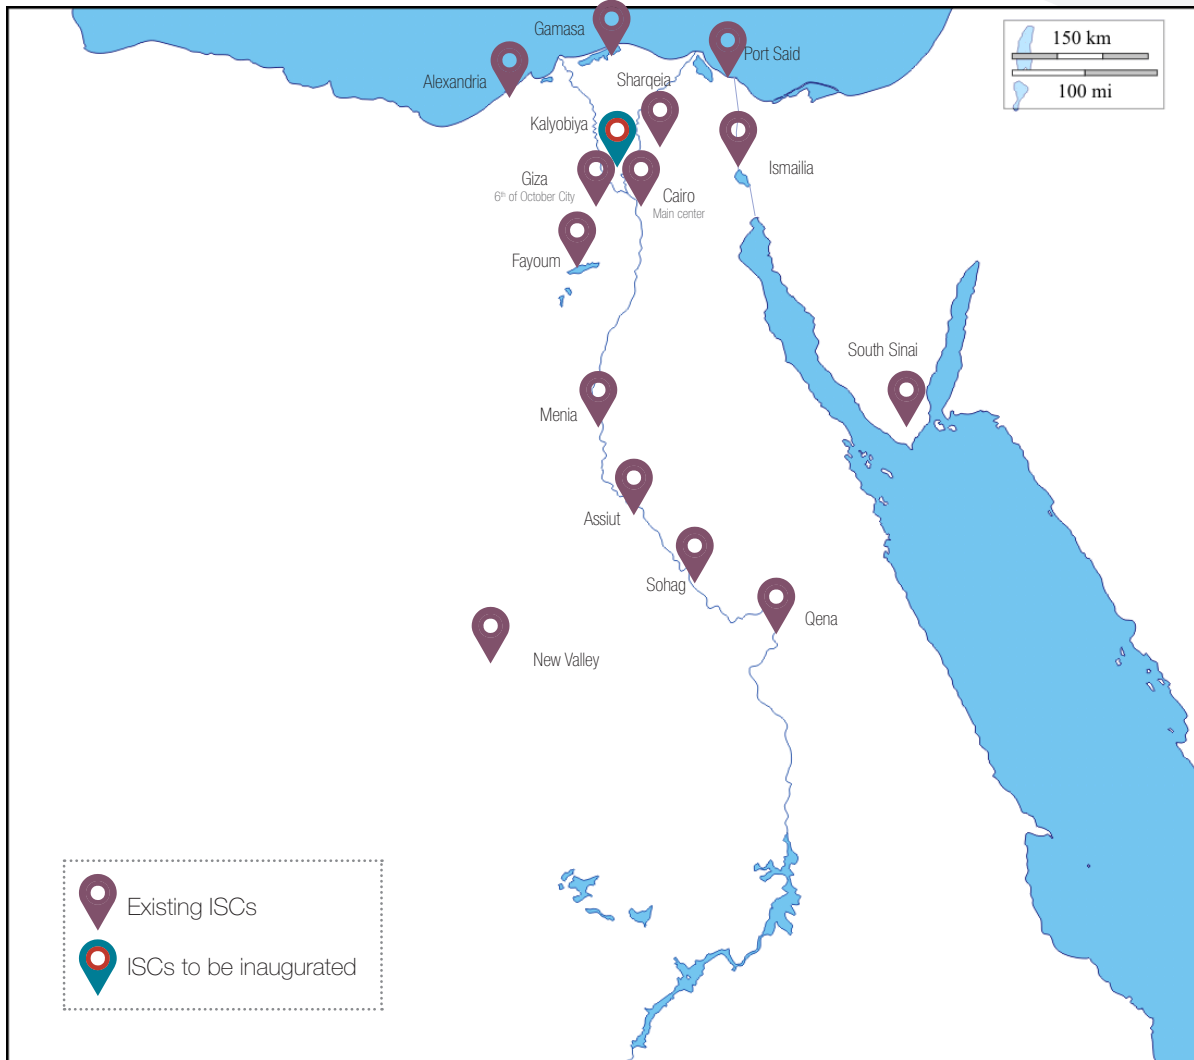 Gamasa
150 km
Port Said
Alexandria
Sharqeia
100 mi
Kalyobiya
Ismailia
Giza
6th of October City
Cairo
Main center
Fayoum
South Sinai
Menia
Assiut
Sohag
Qena
New Valley
Existing ISCs
ISCs to be inaugurated